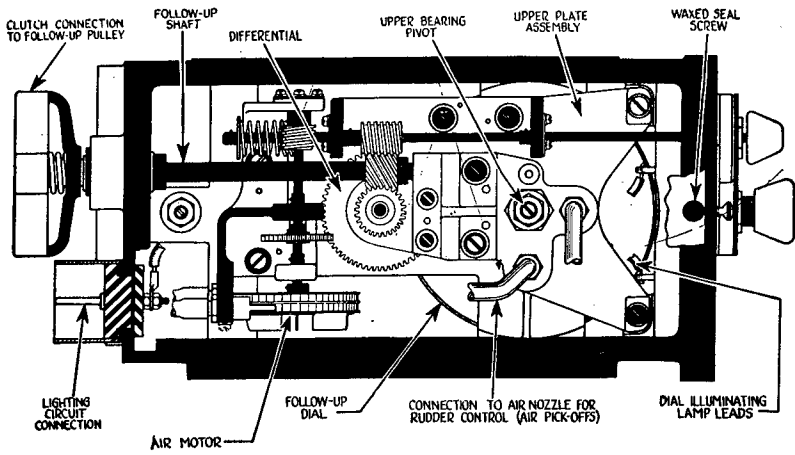 CLUTCH CONNECTION
TO FOLLOW-UP PULLEY
FOLLOW-UP
SHAFT
DIFFERENTIAL
UPPER BEARING
PIVOT
UPPER PLATE
ASSEMBLY
WAXED SEAL
SCREW
LIGHTING
CIRCUIT
CONNECTION
AIR MOTOR
FOLLOW-UP
DIAL
CONNECTION TO AIR NOZZLE FOR
RUDDER CONTROL (AIR PICK-OFFS)
DIAL ILLUMINATING
LAMP LEADS